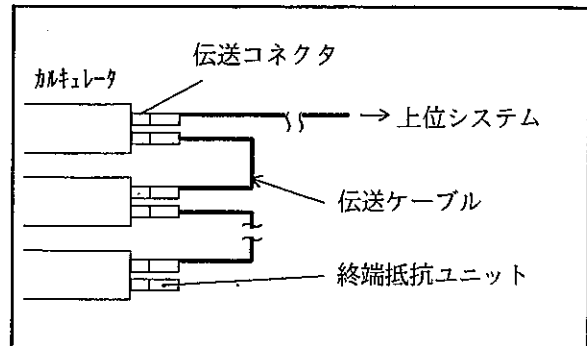 伝送コネクタ
カルキュレータ
→上位システム
伝送ケーブル
終端抵抗ユニット